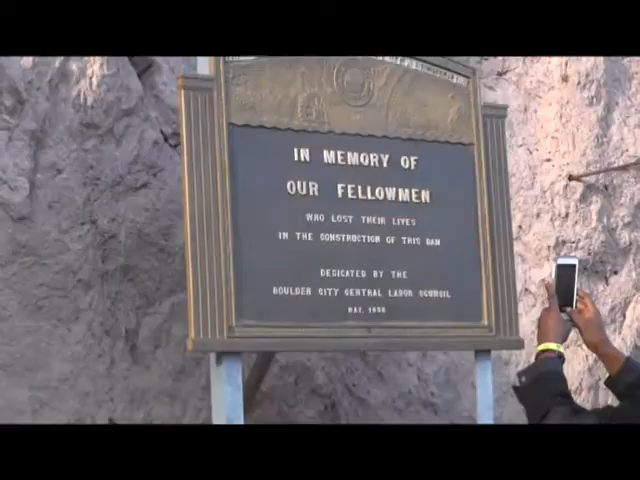 IN MEMORY OF
OUR FELLOWMEN
WHO LOST THEIR LIVES
IN THE CONSTRUCTION OF THIS DAM
DEDICATED BY THE
BOULDER CITY CENTRAL LABOR COUNCIL